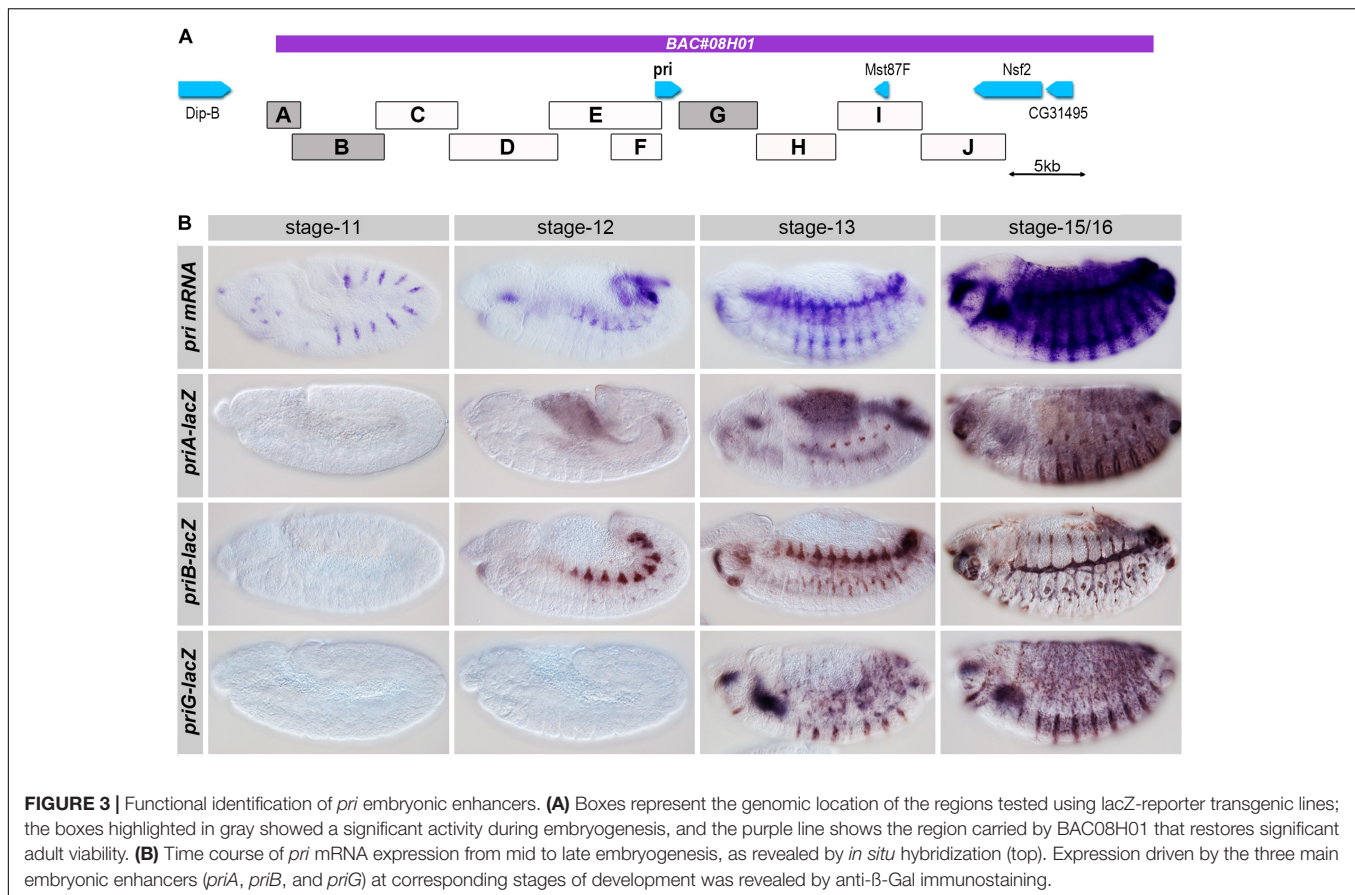 A
BAC#08H01
pri
Mst87F
Nsf2
Dip-B
CG31495
A
C
E
G
I
B
D
F
H
J
5kb
B
stage-11
stage-12
stage-13
stage-15/16
pri mRNA
priA-lacZ
priB-lacZ
priG-lacZ
FIGURE 3 | Functional identification of pri embryonic enhancers. (A) Boxes represent the genomic location of the regions tested using lacZ-reporter transgenic lines;
the boxes highlighted in gray showed a significant activity during embryogenesis, and the purple line shows the region carried by BAC08H01 that restores significant
adult viability. (B) Time course of pri mRNA expression from mid to late embryogenesis, as revealed by in situ hybridization (top). Expression driven by the three main
embryonic enhancers (priA, priB, and priG) at corresponding stages of development was revealed by anti-ß-Gal immunostaining.